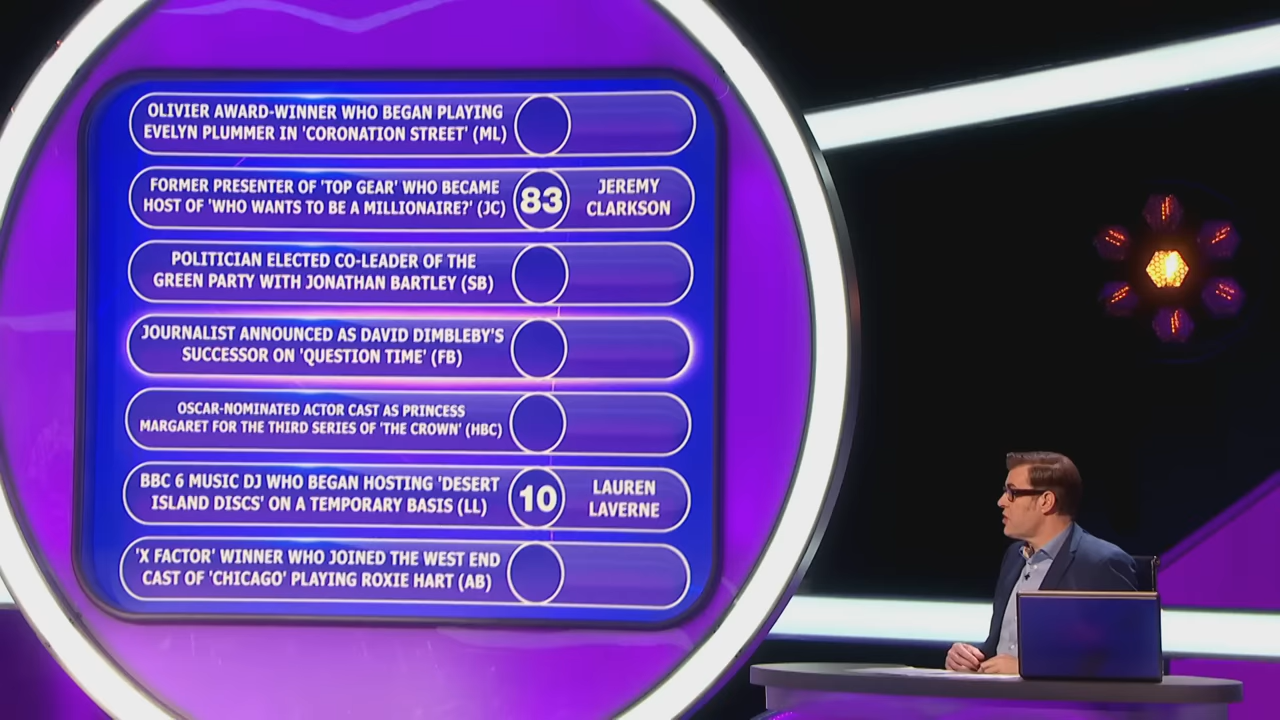 OLIVIER AWARD-WINNER WHO BEGAN PLAYING
EVELYN PLUMMER IN 'CORONATION STREET' (ML)
FORMER PRESENTER OF 'TOP GEAR' WHO BECAME
HOST OF 'WHO WANTS TO BE A MILLIONAIRE?' (JC)
83
JEREMY
CLARKSON
POLITICIAN ELECTED CO-LEADER OF THE
GREEN PARTY WITH JONATHAN BARTLEY (SB)
JOURNALIST ANNOUNCED AS DAVID DIMBLEBY'S
SUCCESSOR ON 'QUESTION TIME' (FB)
OSCAR-NOMINATED ACTOR CAST AS PRINCESS
MARGARET FOR THE THIRD SERIES OF 'THE CROWN' (HBC)
BBC 6 MUSIC DJ WHO BEGAN HOSTING 'DESERT
ISLAND DISCS' ON A TEMPORARY BASIS (LL)
10
LAUREN
LAVERNE
'X FACTOR' WINNER WHO JOINED THE WEST END
CAST OF 'CHICAGO' PLAYING ROXIE HART (AB)